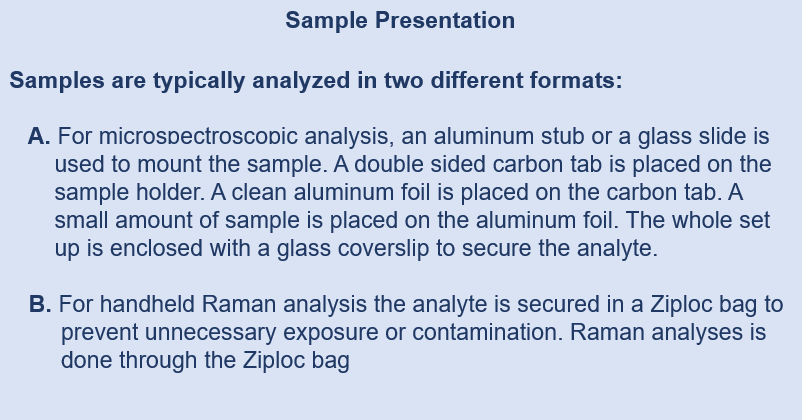 Sample Presentation
Samples are typically analyzed in two different formats:
A. For microspectroscopic analysis, an aluminum stub or a glass slide is
used to mount the sample. A double sided carbon tab is placed on the
sample holder. A clean aluminum foil is placed on the carbon tab. A
small amount of sample is placed on the aluminum foil. The whole set
up is enclosed with a glass coverslip to secure the analyte.
B. For handheld Raman analysis the analyte is secured in a Ziploc bag to
prevent unnecessary exposure or contamination. Raman analyses is
done through the Ziploc bag